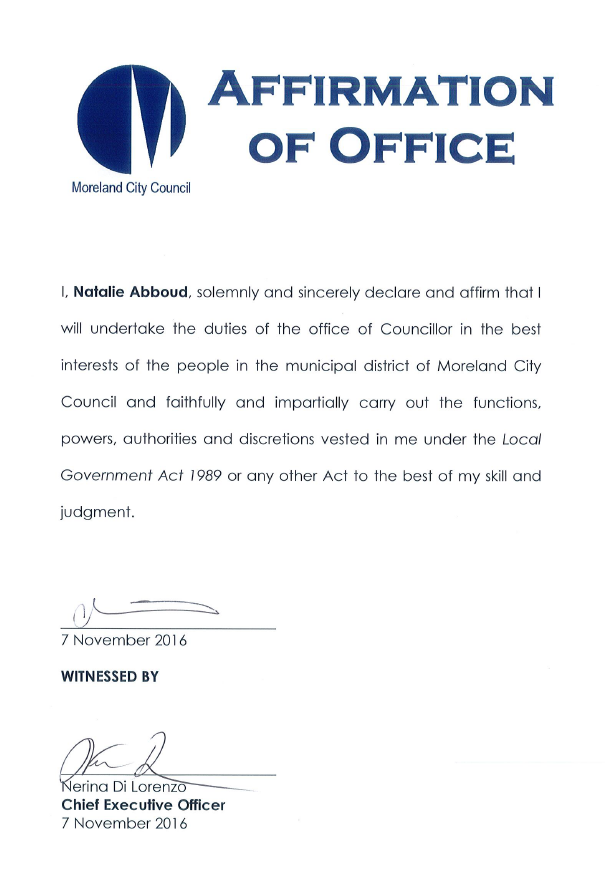 AFFIRMATION
OF OFFICE
Moreland City Council
I, Natalie Abboud, solemnly and sincerely declare and affirm that I
will undertake the duties of the office of Councillor in the best
interests of the people in the municipal district of Moreland City
Council and faithfully and impartially carry out the functions,
powers, authorities and discretions vested in me under the Local
Government Act 1989 or any other Act to the best of my skill and
judgment.
7 November 2016
WITNESSED BY
Nerina Di Lorenzo
Chief Executive Officer
7 November 2016